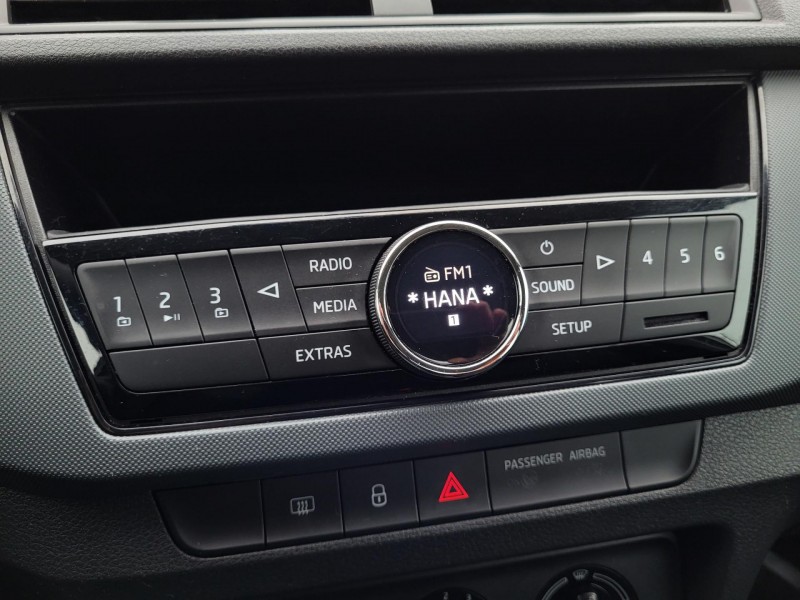 FM1
* HANA *
1
1
2
3
RADIO
MEDIA
EXTRAS
SOUND
SETUP
4
5
6
PASSENGER AIRBAG